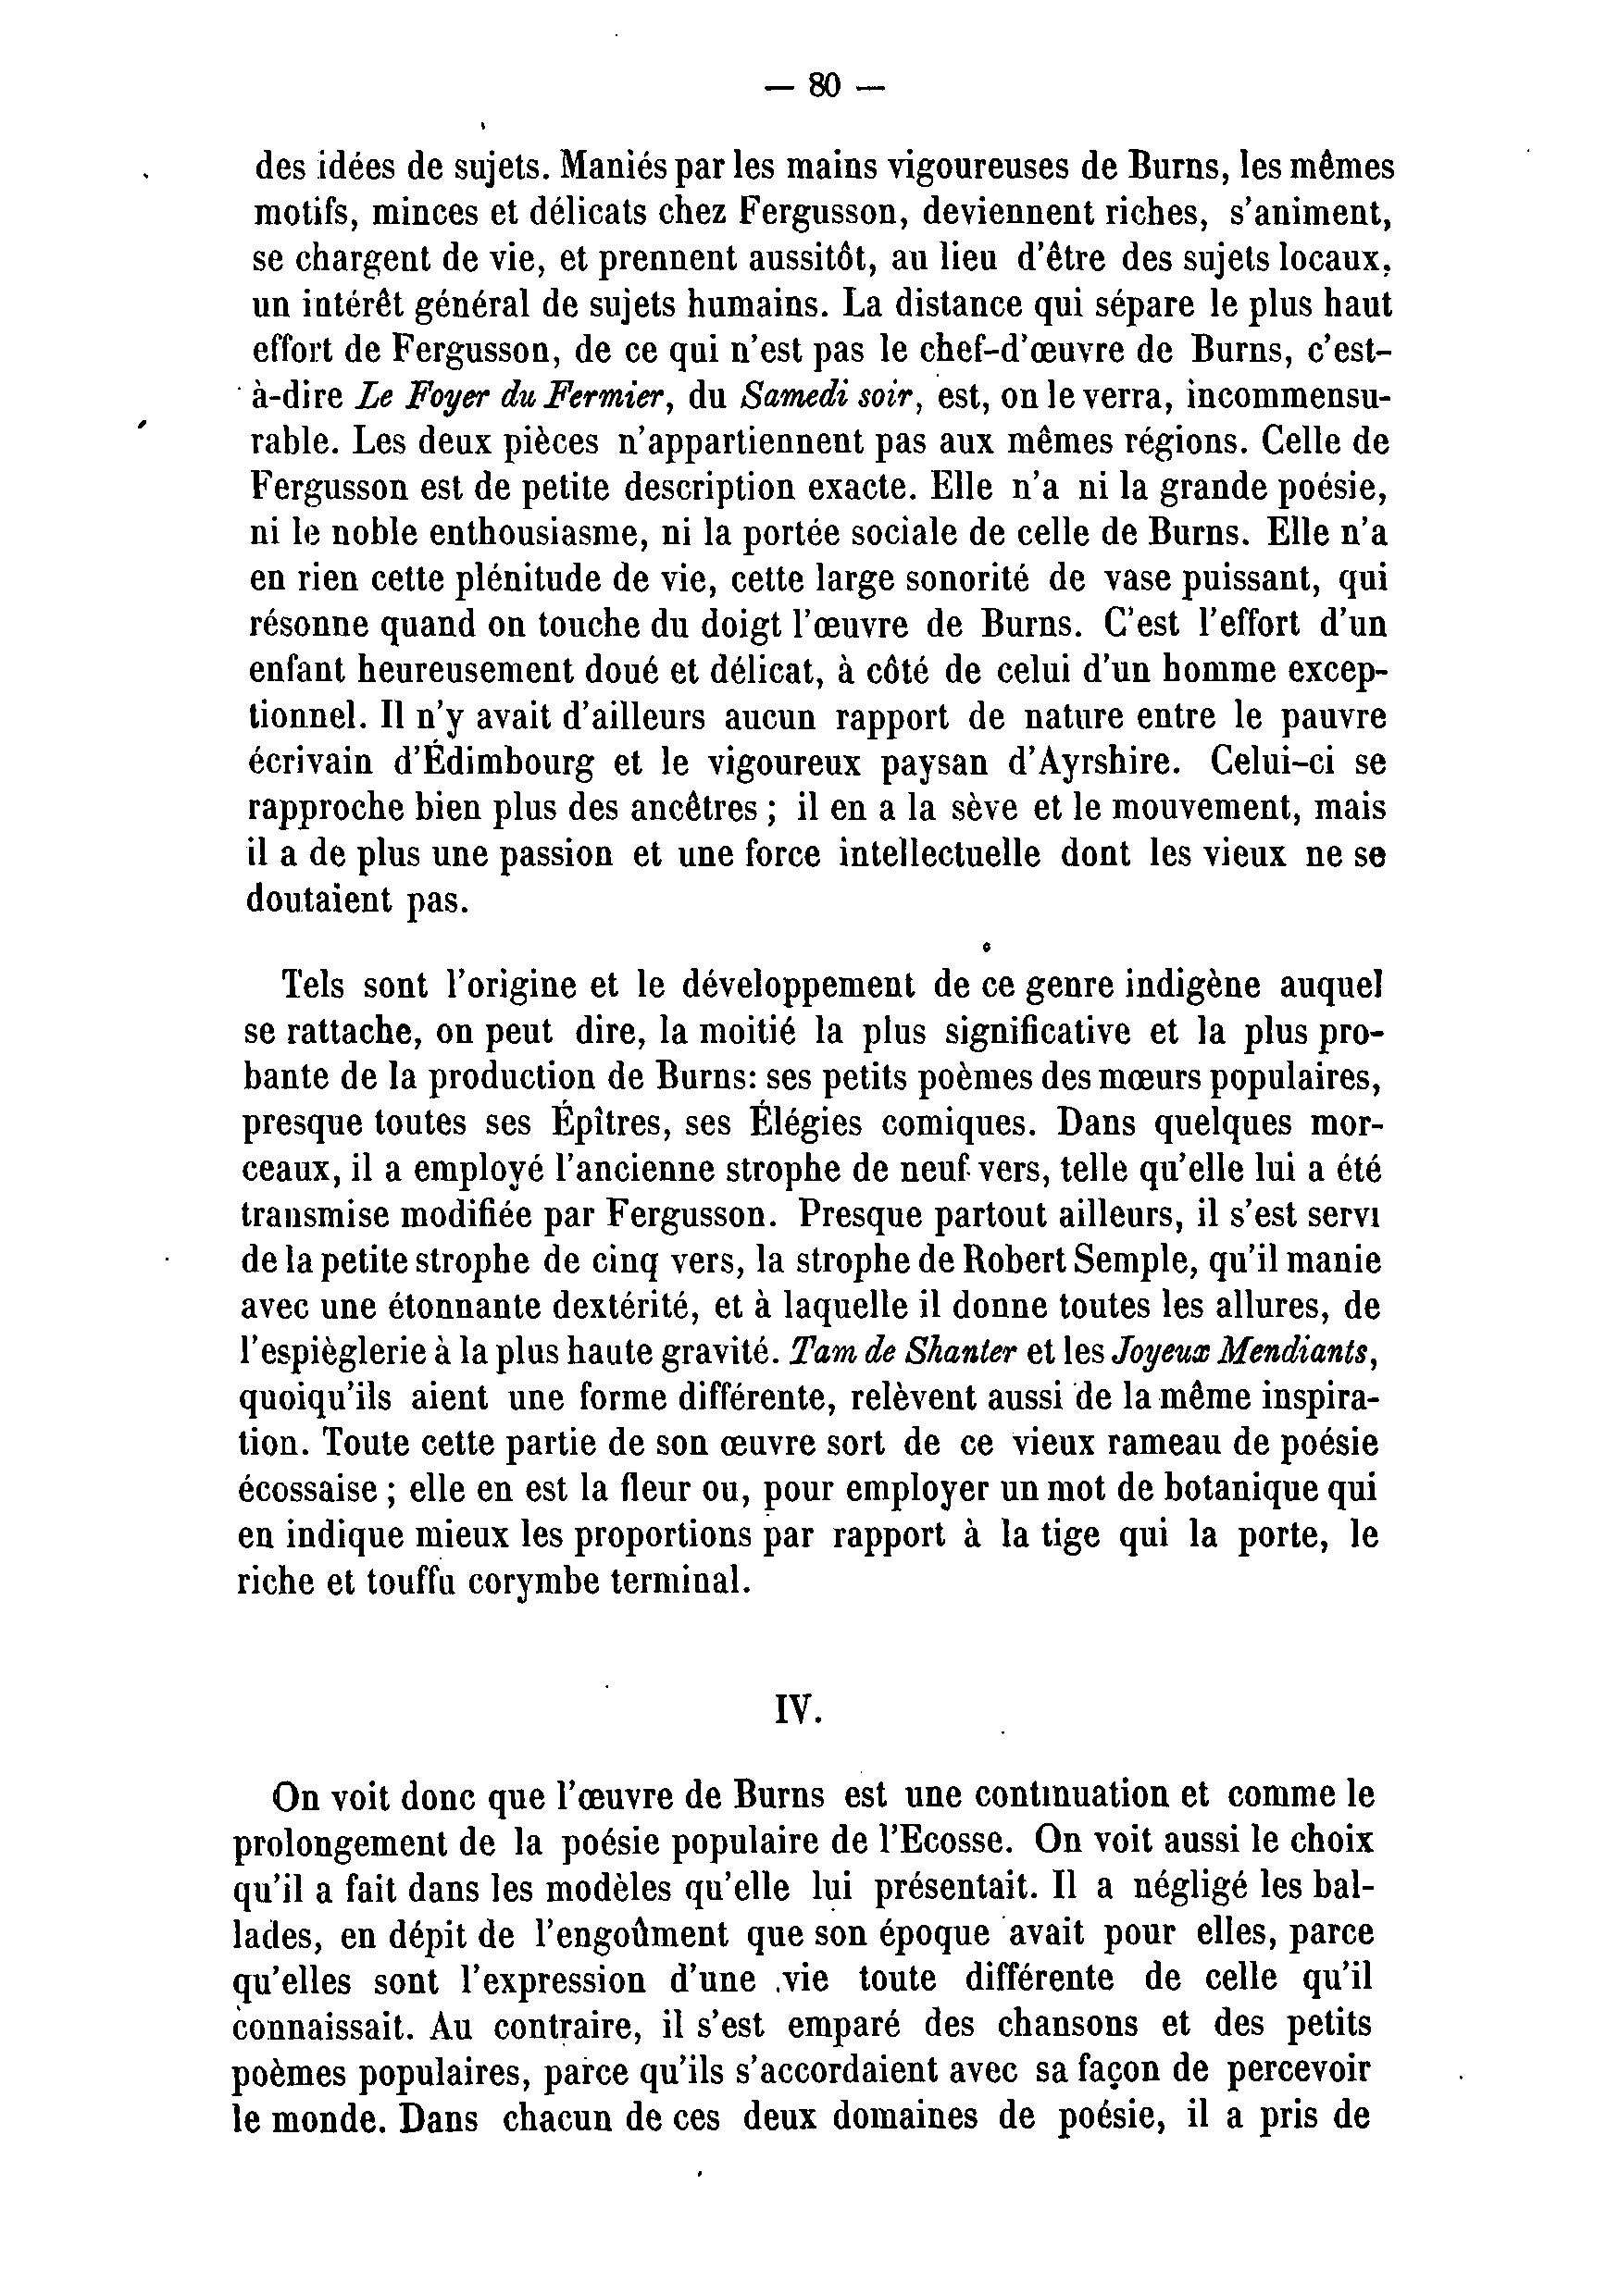 — 80 —
des idées de sujets. Maniés par les mains vigoureuses de Burns, les mêmes
motifs, minces et délicats chez Fergusson, deviennent riches, s'animent,
se chargent de vie, et prennent aussitôt, au lieu d'être des sujets locaux,
un intérêt général de sujets humains. La distance qui sépare le plus haut
effort de Fergusson, de ce qui n'est pas le chef-d'œuvre de Burns, c'est-
à-dire Le Foyer du Fermier, du Samedi soir, est, on le verra, incommensu-
rable. Les deux pièces n'appartiennent pas aux mêmes régions. Celle de
Fergusson est de petite description exacte. Elle n'a ni la grande poésie,
ni le noble enthousiasme, ni la portée sociale de celle de Burns. Elle n'a
en rien cette plénitude de vie, cette large sonorité de vase puissant, qui
résonne quand on touche du doigt l'œuvre de Burns. C'est l'effort d'un
enfant heureusement doué et délicat, à côté de celui d'un homme excep-
tionnel. Il n'y avait d'ailleurs aucun rapport de nature entre le pauvre
écrivain d'Édimbourg et le vigoureux paysan d'Ayrshire. Celui-ci se
rapproche bien plus des ancêtres ; il en a la sève et le mouvement, mais
il a de plus une passion et une force intellectuelle dont les vieux ne se
doutaient pas.
Tels sont l'origine et le développement de ce genre indigène auquel
se rattache, on peut dire, la moitié la plus significative et la plus pro-
bante de la production de Burns: ses petits poèmes des mœurs populaires,
presque toutes ses Épîtres, ses Élégies comiques. Dans quelques mor-
ceaux, il a employé l'ancienne strophe de neuf vers, telle qu'elle lui a été
transmise modifiée par Fergusson. Presque partout ailleurs, il s'est servi
de la petite strophe de cinq vers, la strophe de Robert Semple, qu'il manie
avec une étonnante dextérité, et à laquelle il donne toutes les allures, de
l'espièglerie à la plus haute gravité. Tam de Shanter et les Joyeux Mendiants,
quoiqu'ils aient une forme différente, relèvent aussi de la même inspira-
tion. Toute cette partie de son œuvre sort de ce vieux rameau de poésie
écossaise ; elle en est la fleur ou, pour employer un mot de botanique qui
en indique mieux les proportions par rapport à la tige qui la porte, le
riche et touffu corymbe terminal.
IV.
On voit donc que l'œuvre de Burns est une continuation et comme le
prolongement de la poésie populaire de l'Ecosse. On voit aussi le choix
qu'il a fait dans les modèles qu'elle lui présentait. Il a négligé les bal-
lades, en dépit de l'engoûment que son époque avait pour elles, parce
qu'elles sont l'expression d'une vie toute différente de celle qu'il
connaissait. Au contraire, il s'est emparé des chansons et des petits
poèmes populaires, parce qu'ils s'accordaient avec sa façon de percevoir
le monde. Dans chacun de ces deux domaines de poésie, il a pris de